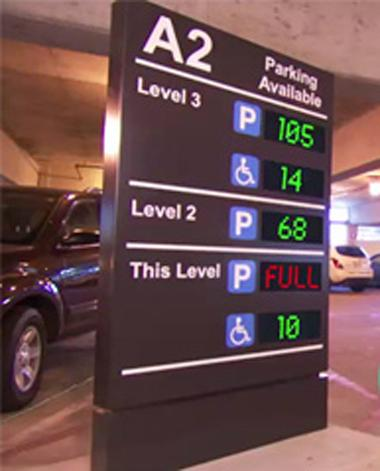 A2
Parking
Available
Level 3
P 105
14
Level 2
P 68
This Level P FULL
10